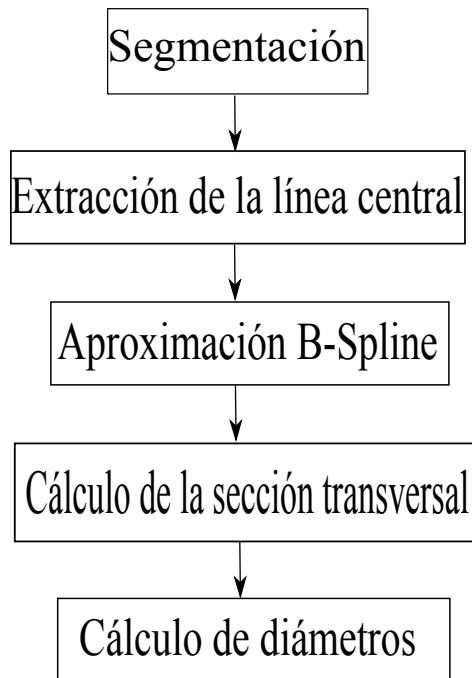 Segmentación
Extracción de la línea central
Aproximación B-Spline
Cálculo de la sección transversal
Cálculo de diámetros